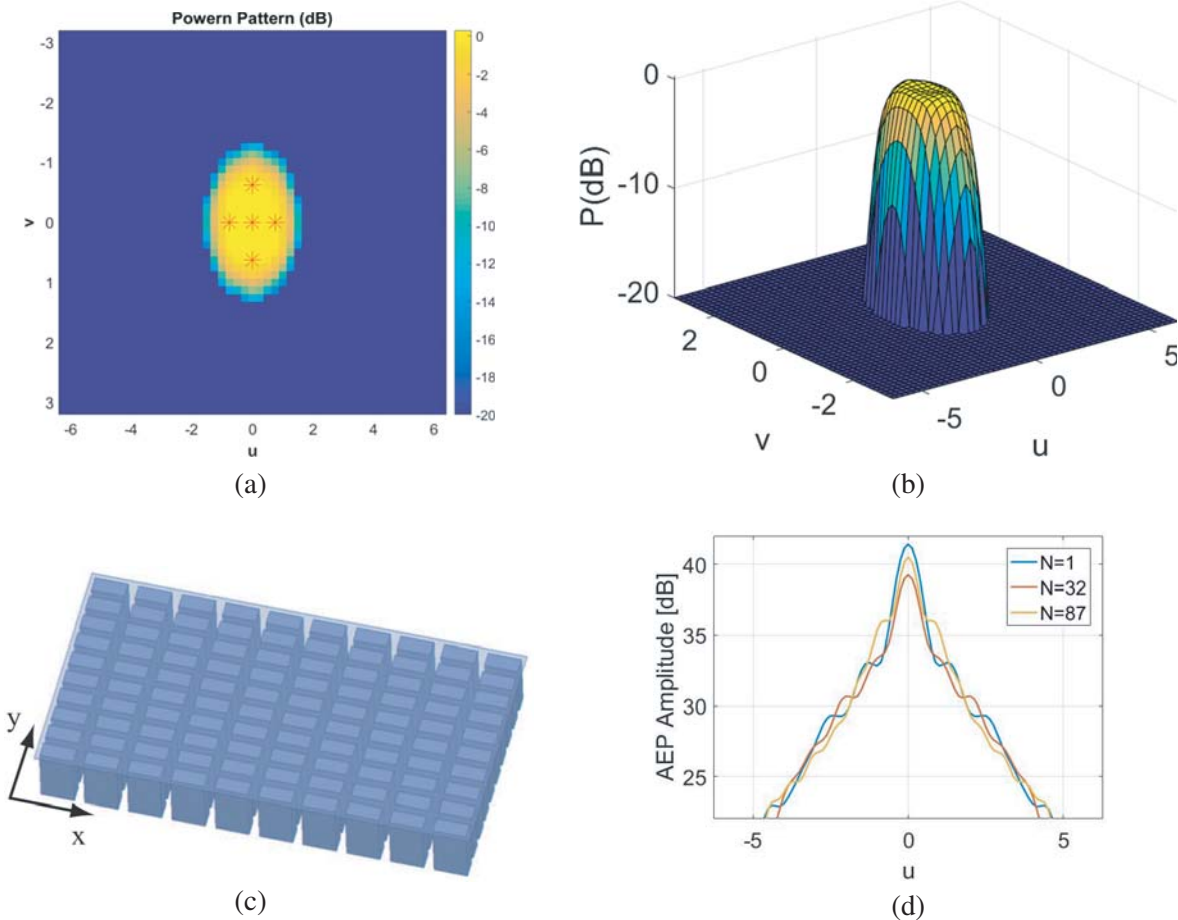 Powern Pattern (dB)
-3
-2
-1
0
1
2
3
v
-6 -4 -2 0 2 4 6
u
0
-2
-4
-6
-8
-10
-12
-14
-16
-18
-20
(a)
0
-10
-20
P(dB)
2
0
-2
v
-5
0
5
u
(b)
y
x
(c)
AEP Amplitude [dB]
40
35
30
25
-5 0 5
u
N=1
N=32
N=87
(d)